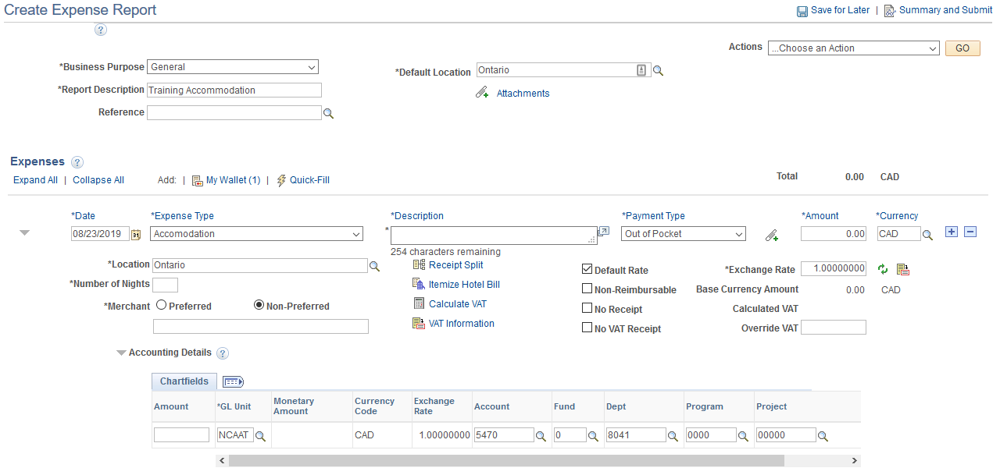 Create Expense Report
Save for Later | Summary and Submit
?
Actions ...Choose an Action GO
*Business Purpose General
*Default Location Ontario
*Report Description Training Accommodation
Attachments
Reference
Expenses ?
Expand All | Collapse All Add: | My Wallet (1) | Quick-Fill
Total 0.00 CAD
*Date *Expense Type *Description *Payment Type *Amount *Currency
08/23/2019 31 Accomodation * Out of Pocket 0.00 CAD
254 characters remaining
*Location Ontario
Receipt Split
Default Rate
*Exchange Rate 1.00000000
*Number of Nights
Itemize Hotel Bill
Non-Reimbursable
Base Currency Amount 0.00 CAD
*Merchant Preferred Non-Preferred
Calculate VAT
No Receipt
Calculated VAT
VAT Information
No VAT Receipt
Override VAT
Accounting Details ?
Chartfields
Amount *GL Unit Monetary Amount Currency Code Exchange Rate Account Fund Dept Program Project
NCAAT CAD 1.00000000 5470 0 8041 0000 00000